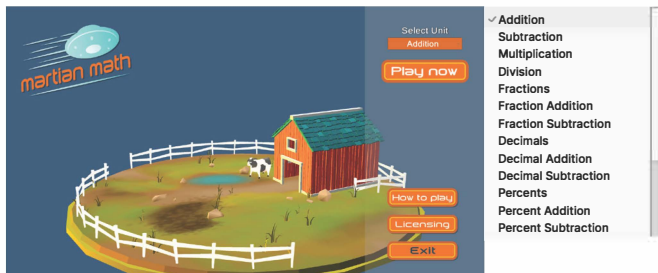 martian math
Select Unit
Addition
Play now
How to play
Licensing
Exit
✓ Addition
Subtraction
Multiplication
Division
Fractions
Fraction Addition
Fraction Subtraction
Decimals
Decimal Addition
Decimal Subtraction
Percents
Percent Addition
Percent Subtraction